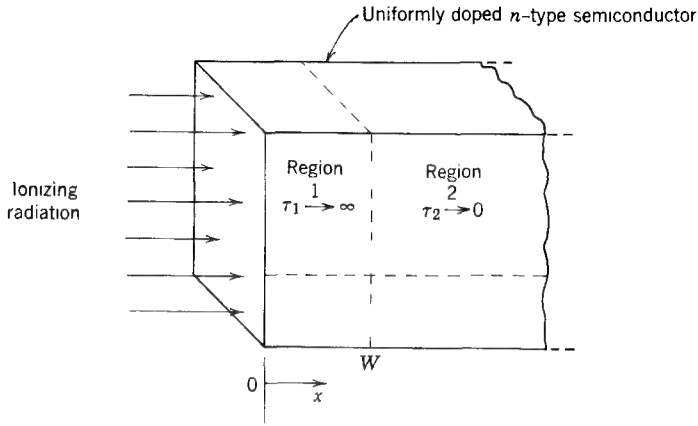 Uniformly doped n-type semiconductor
Ionizing
radiation
Region
1
τ₁ → ∞
Region
2
τ₂ → 0
W
0
x